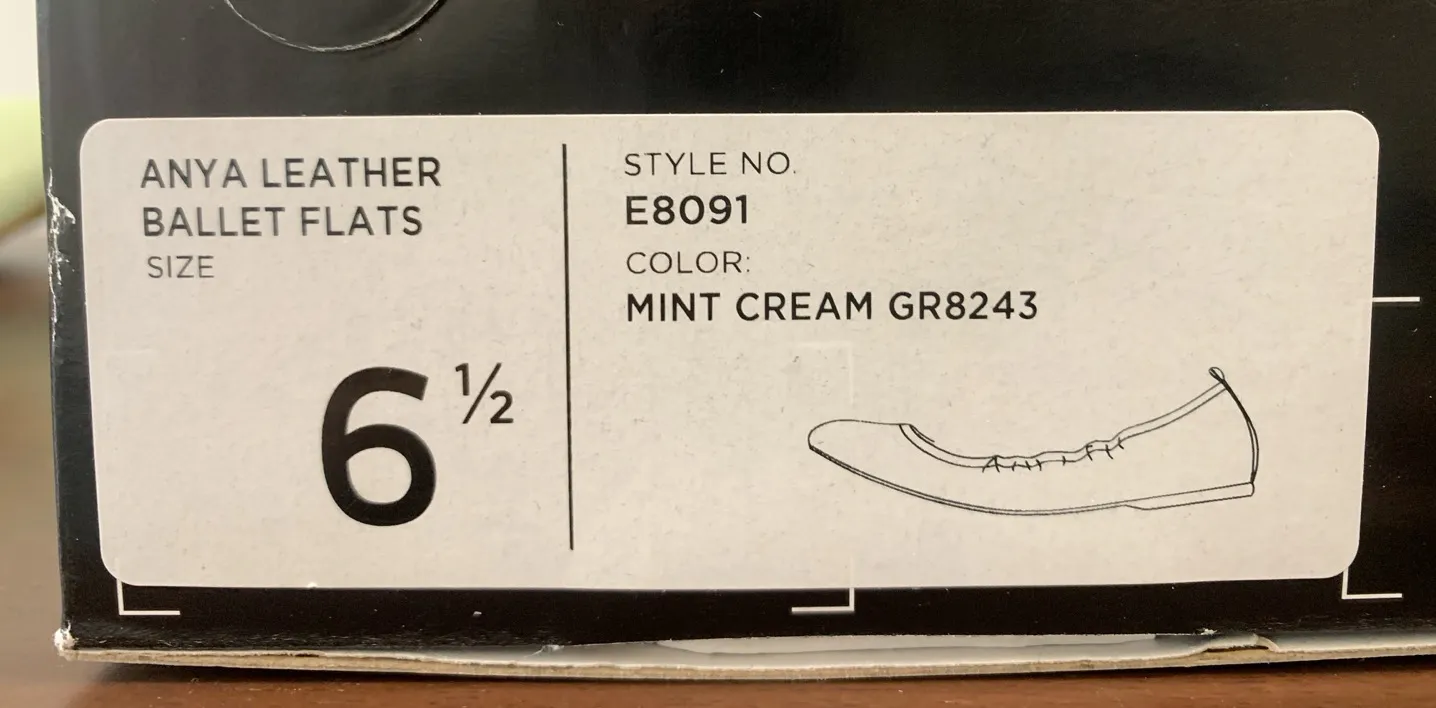 ANYA LEATHER
BALLET FLATS
SIZE
6 ½
STYLE NO.
E8091
COLOR:
MINT CREAM GR8243